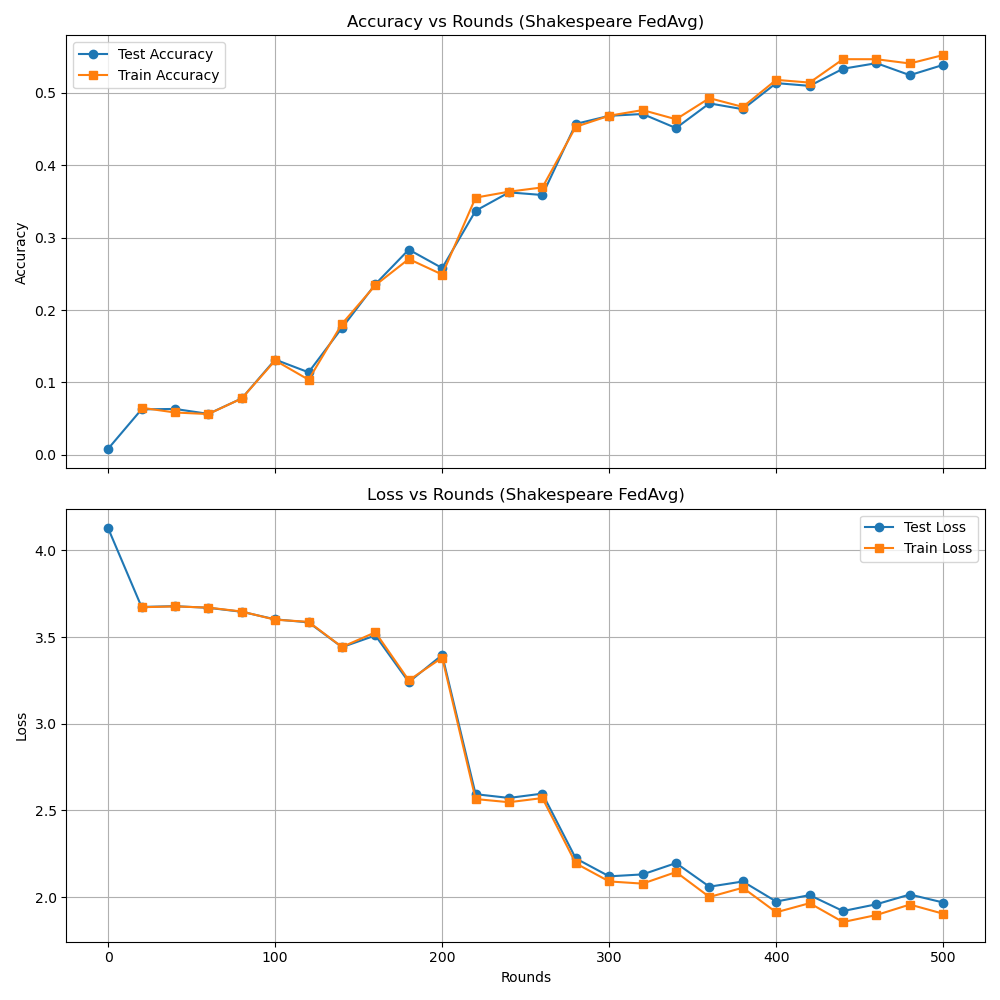 Accuracy vs Rounds (Shakespeare FedAvg)
Test Accuracy
Train Accuracy
0.5
0.4
0.3
0.2
0.1
0.0
Accuracy
Loss vs Rounds (Shakespeare FedAvg)
Test Loss
Train Loss
4.0
3.5
3.0
2.5
2.0
Loss
0 100 200 300 400 500
Rounds